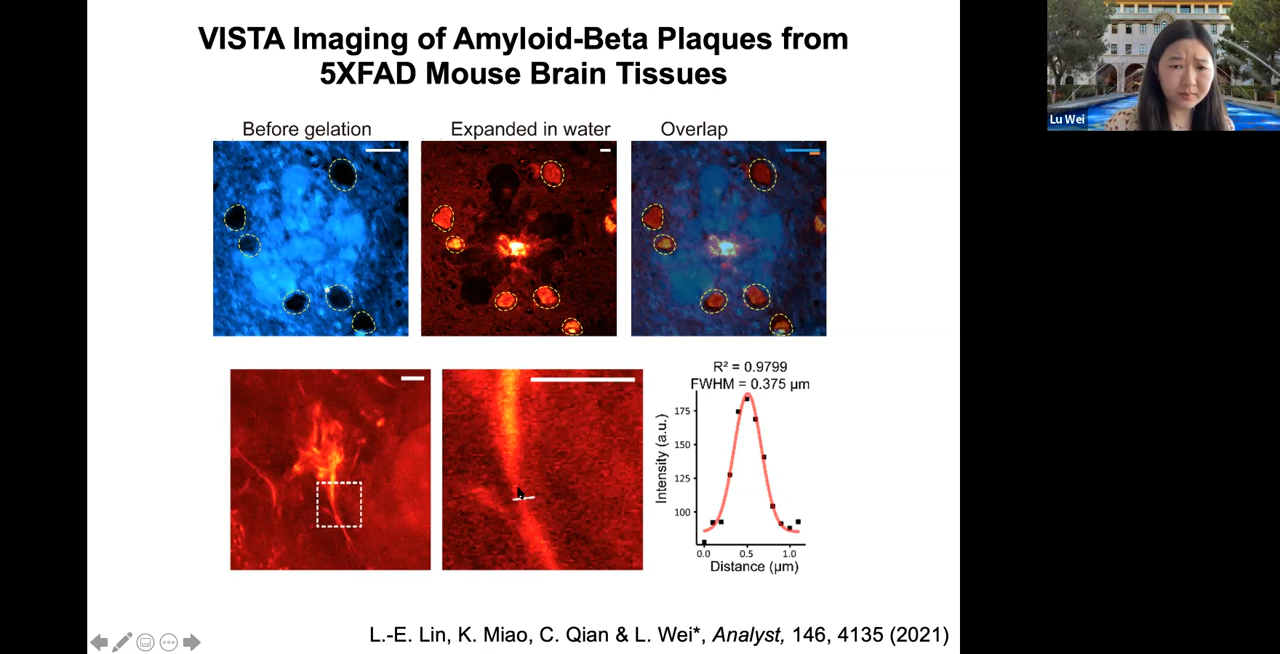 VISTA Imaging of Amyloid-Beta Plaques from
5XFAD Mouse Brain Tissues
Lu Wei
Before gelation
Expanded in water
Overlap
R² = 0.9799
FWHM = 0.375 µm
Intensity (a.u.)
175
150
125
100
0.0
0.5
1.0
Distance (µm)
L.-E. Lin, K. Miao, C. Qian & L. Wei*, Analyst, 146, 4135 (2021)